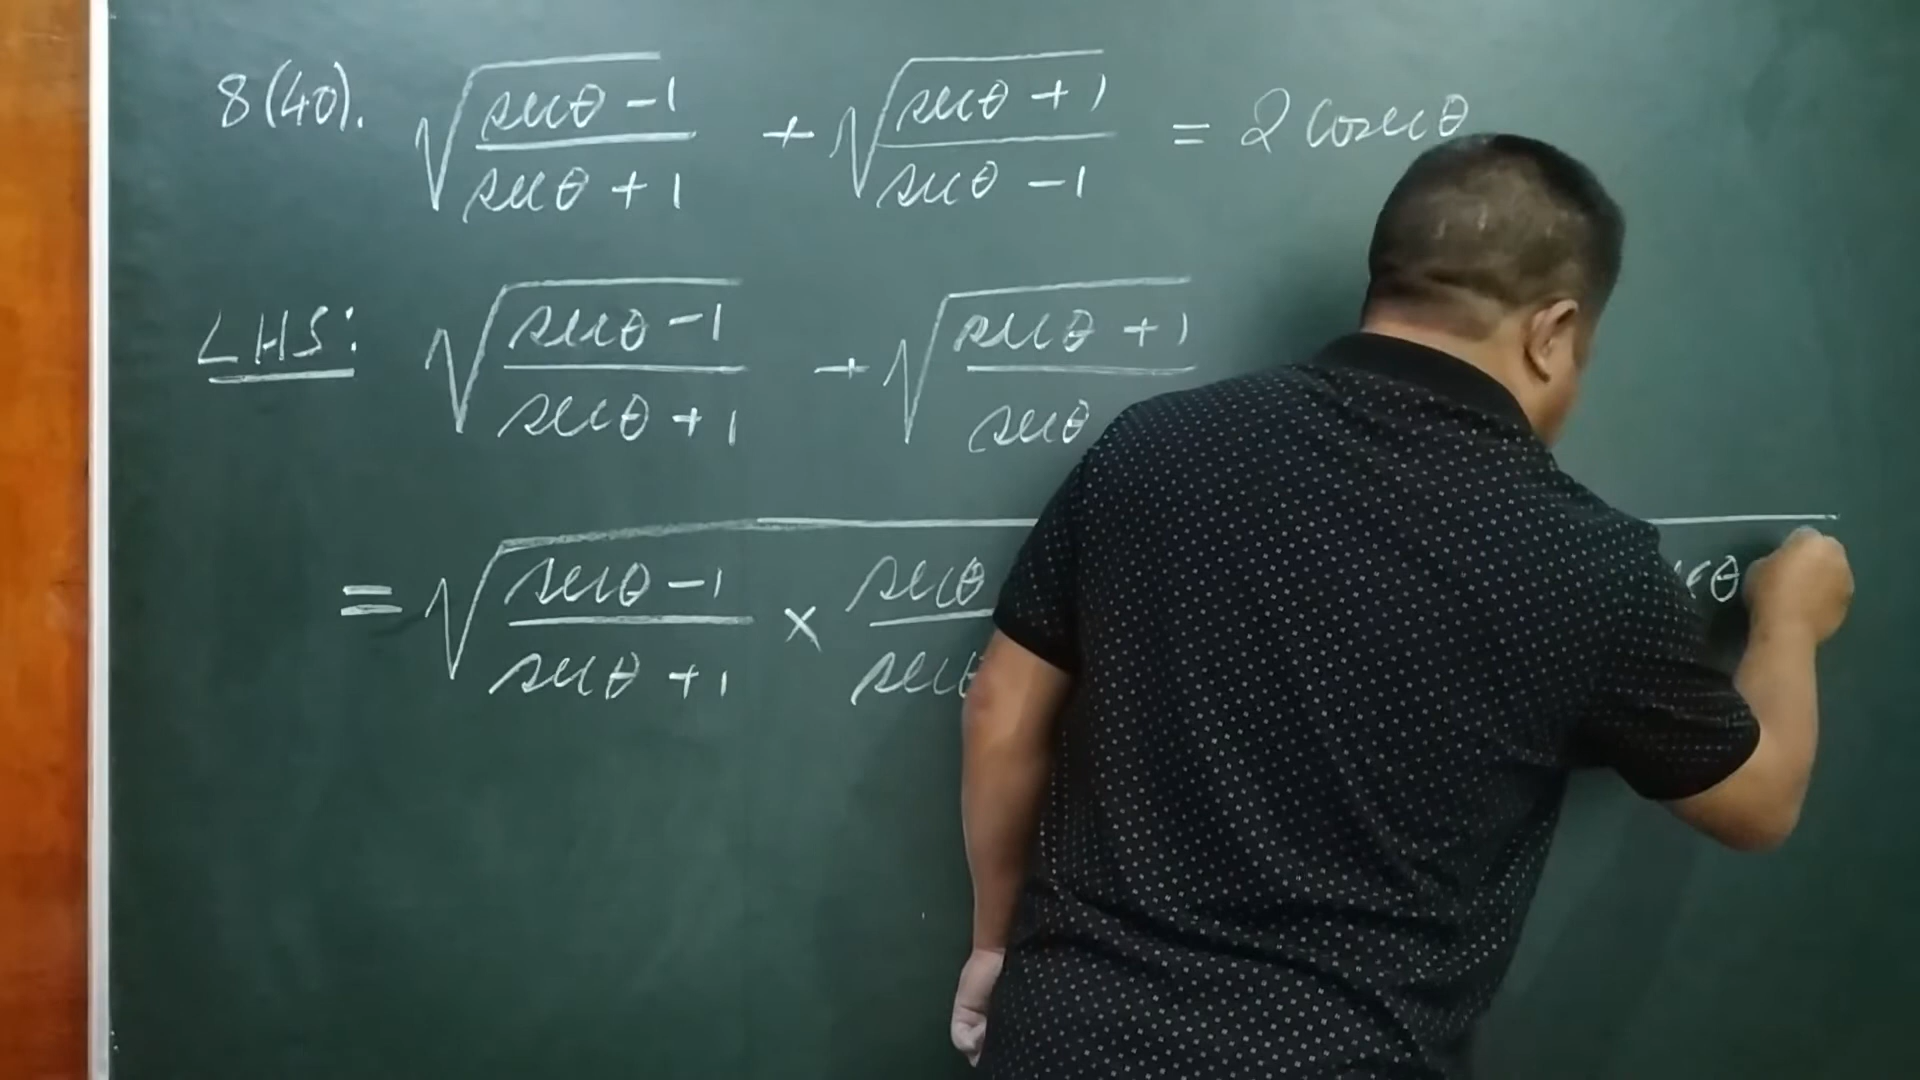 8(40). √((secθ - 1)/(secθ + 1)) + √((secθ + 1)/(secθ - 1)) = 2 cosecθ
LHS: √((secθ - 1)/(secθ + 1)) + √((secθ + 1)/(secθ
= √((secθ - 1)/(secθ + 1) × (secθ/(secθ